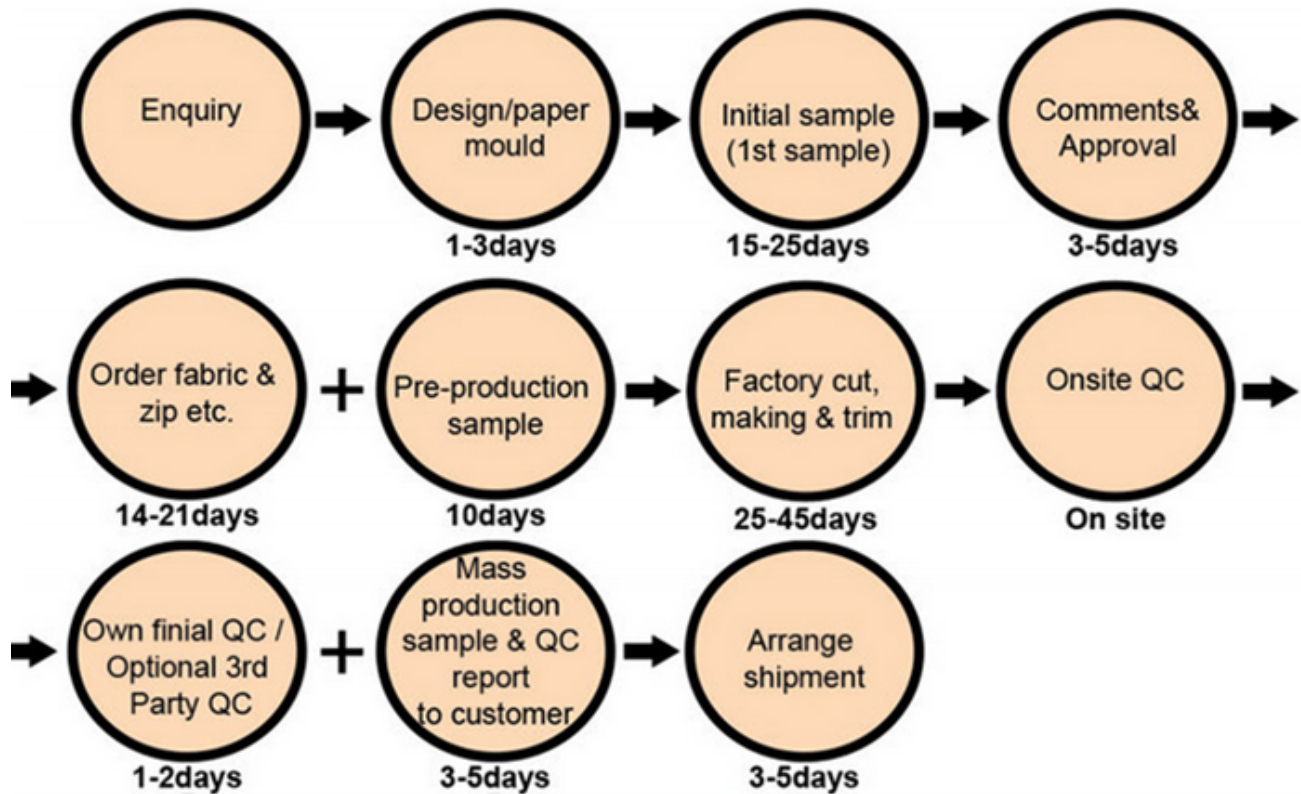 Enquiry
Design/paper
mould
1-3days
Initial sample
(1st sample)
15-25days
Comments&
Approval
3-5days
Order fabric &
zip etc.
14-21days
+
Pre-production
sample
10days
Factory cut,
making & trim
25-45days
Onsite QC
On site
Own finial QC /
Optional 3rd
Party QC
1-2days
+
Mass
production
sample & QC
report
to customer
3-5days
Arrange
shipment
3-5days